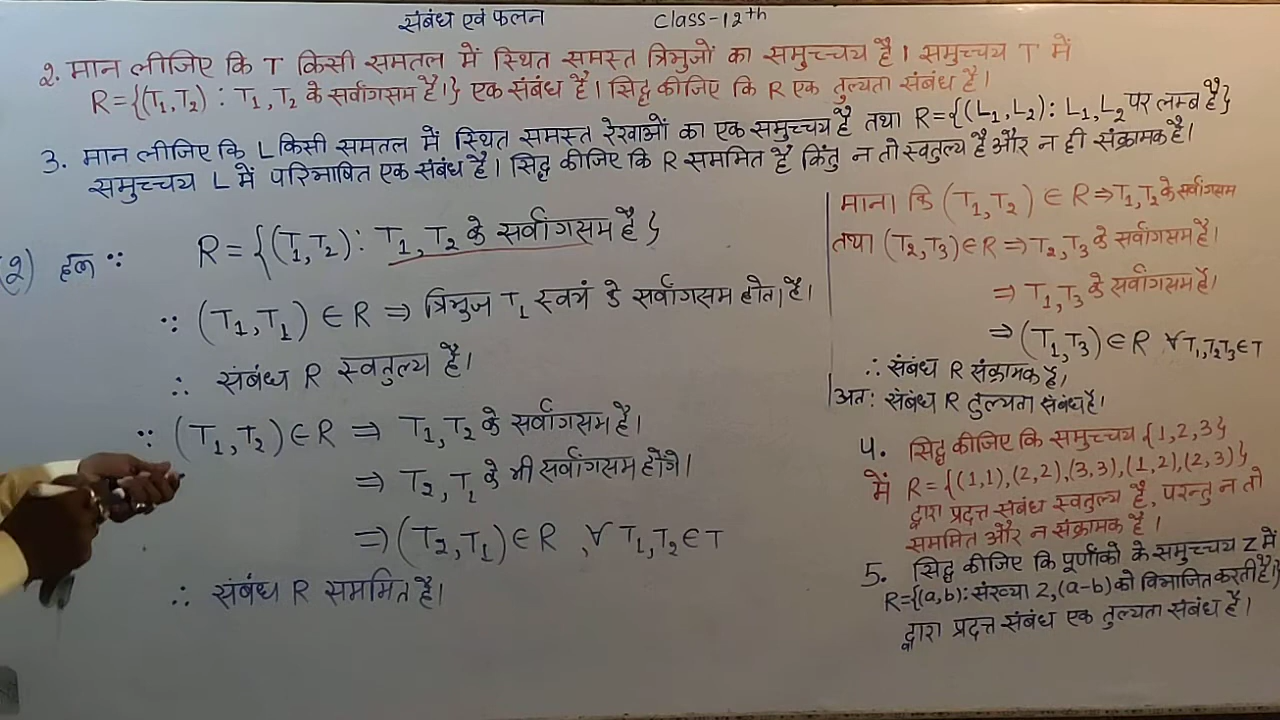 संबंध एवं फलन Class-12th
2. मान लीजिए कि T किसी समतल में स्थित समस्त त्रिभुजों का समुच्चय है। समुच्चय T में
R={(T₁,T₂) : T₁,T₂ के सर्वांगसम है।} एक संबंध है। सिद्ध कीजिए कि R एक तुल्यता संबंध है।
3. मान लीजिए कि L किसी समतल में स्थित समस्त रेखाओं का एक समुच्चय है तथा R={(L₁,L₂): L₁,L₂ पर लम्ब है}
समुच्चय L में परिभाषित एक संबंध है। सिद्ध कीजिए कि R सममित है किंतु न तो स्वतुल्य है और न ही संक्रामक है।
(2) हल ∵ R={(T₁,T₂): T₁,T₂ के सर्वांगसम है}
∵ (T₁,T₁) ∈ R ⇒ त्रिभुज T₁ स्वयं के सर्वांगसम होता है।
∴ संबंध R स्वतुल्य है।
∵ (T₁,T₂)∈R ⇒ T₁,T₂ के सर्वांगसम है।
⇒ T₂,T₁ के भी सर्वांगसम होंगे।
⇒(T₂,T₁)∈R ,∀ T₁,T₂∈T
∴ संबंध R सममित है।
माना कि (T₁,T₂) ∈ R⇒T₁,T₂ के सर्वांगसम
तथा (T₂,T₃)∈R ⇒T₂,T₃ के सर्वांगसम है।
⇒ T₁,T₃ के सर्वांगसम है।
⇒(T₁,T₃)∈R ∀T₁,T₂T₃∈T
∴ संबंध R संक्रामक है।
अतः संबंध R तुल्यता संबंध है।
4. सिद्ध कीजिए कि समुच्चय {1,2,3}
में R={(1,1),(2,2),(3,3),(1,2),(2,3)}
द्वारा प्रदत्त संबंध स्वतुल्य है, परन्तु न तो
सममित और न संक्रामक है।
5. सिद्ध कीजिए कि पूर्णांको के समुच्चय Z में
R={(a,b): संख्या 2,(a-b) को विभाजित करती है}
द्वारा प्रदत्त संबंध एक तुल्यता संबंध है।